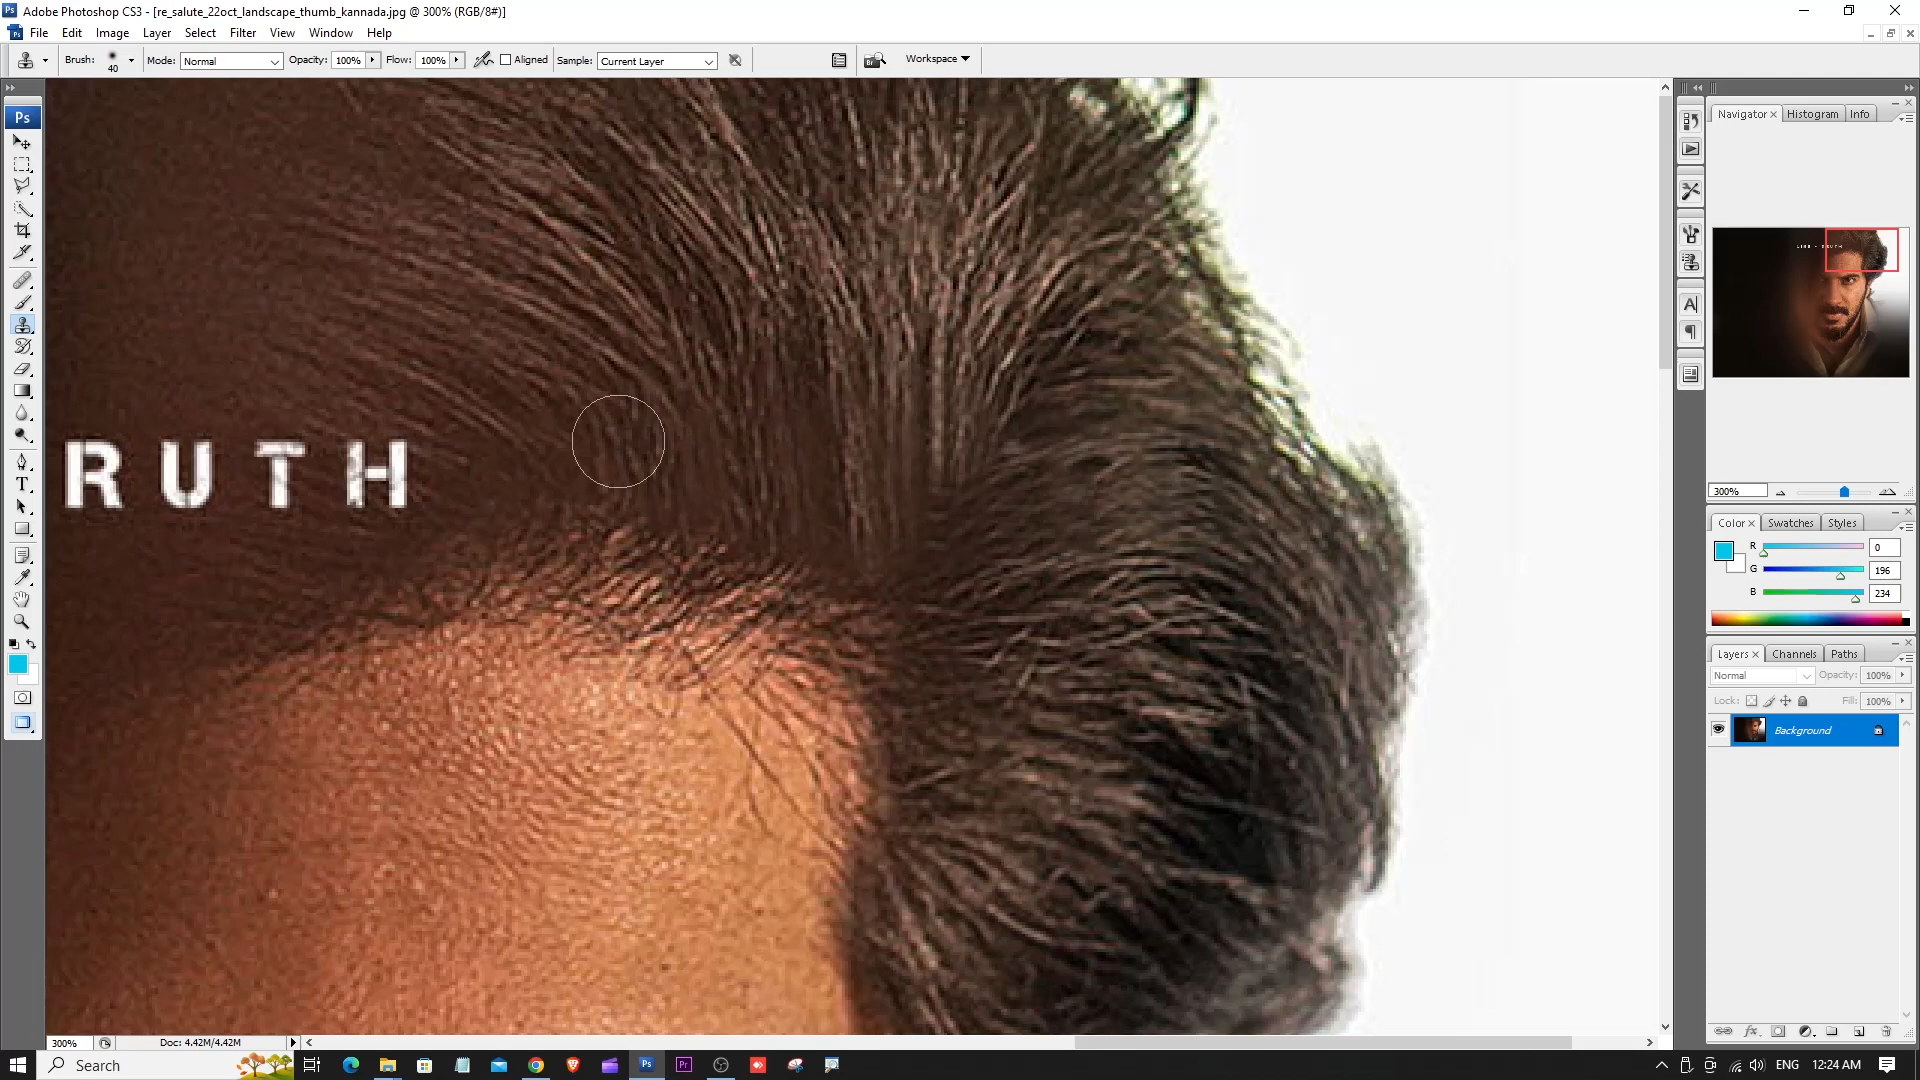 Adobe Photoshop CS3 - [re_salute_22oct_landscape_thumb_kannada.jpg @ 300% (RGB/8#)]
File Edit Image Layer Select Filter View Window Help
Brush: 40 Mode: Normal Opacity: 100% Flow: 100% Aligned Sample: Current Layer Workspace
Ps
Navigator Histogram Info
RUTH
300%
Color Swatches Styles
R 0
G 196
B 234
Layers Channels Paths
Normal Opacity: 100%
Lock: Fill: 100%
Background
300% Doc: 4.42M/4.42M
Search Ps Pr ENG 12:24 AM